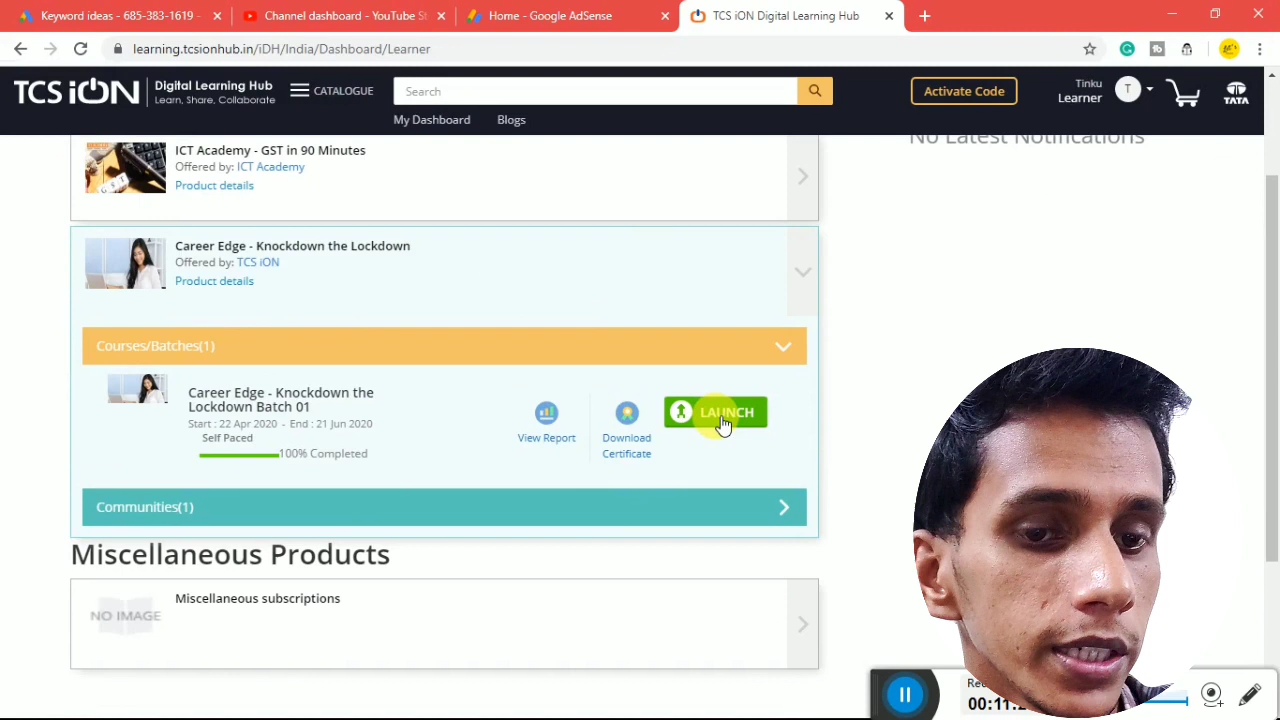 Keyword ideas - 685-383-1619 -
Channel dashboard - YouTube St
Home - Google AdSense
TCS iON Digital Learning Hub
learning.tcsionhub.in/iDH/India/Dashboard/Learner
TCS iON
Digital Learning Hub
Learn, Share, Collaborate
CATALOGUE
Search
Activate Code
Tinku
Learner
T
TATA
My Dashboard
Blogs
No Latest Notifications
ICT Academy - GST in 90 Minutes
Offered by: ICT Academy
Product details
Career Edge - Knockdown the Lockdown
Offered by: TCS iON
Product details
Courses/Batches(1)
Career Edge - Knockdown the
Lockdown Batch 01
Start : 22 Apr 2020 - End : 21 Jun 2020
Self Paced
100% Completed
View Report
Download
Certificate
LAUNCH
Communities(1)
Miscellaneous Products
NO IMAGE
Miscellaneous subscriptions